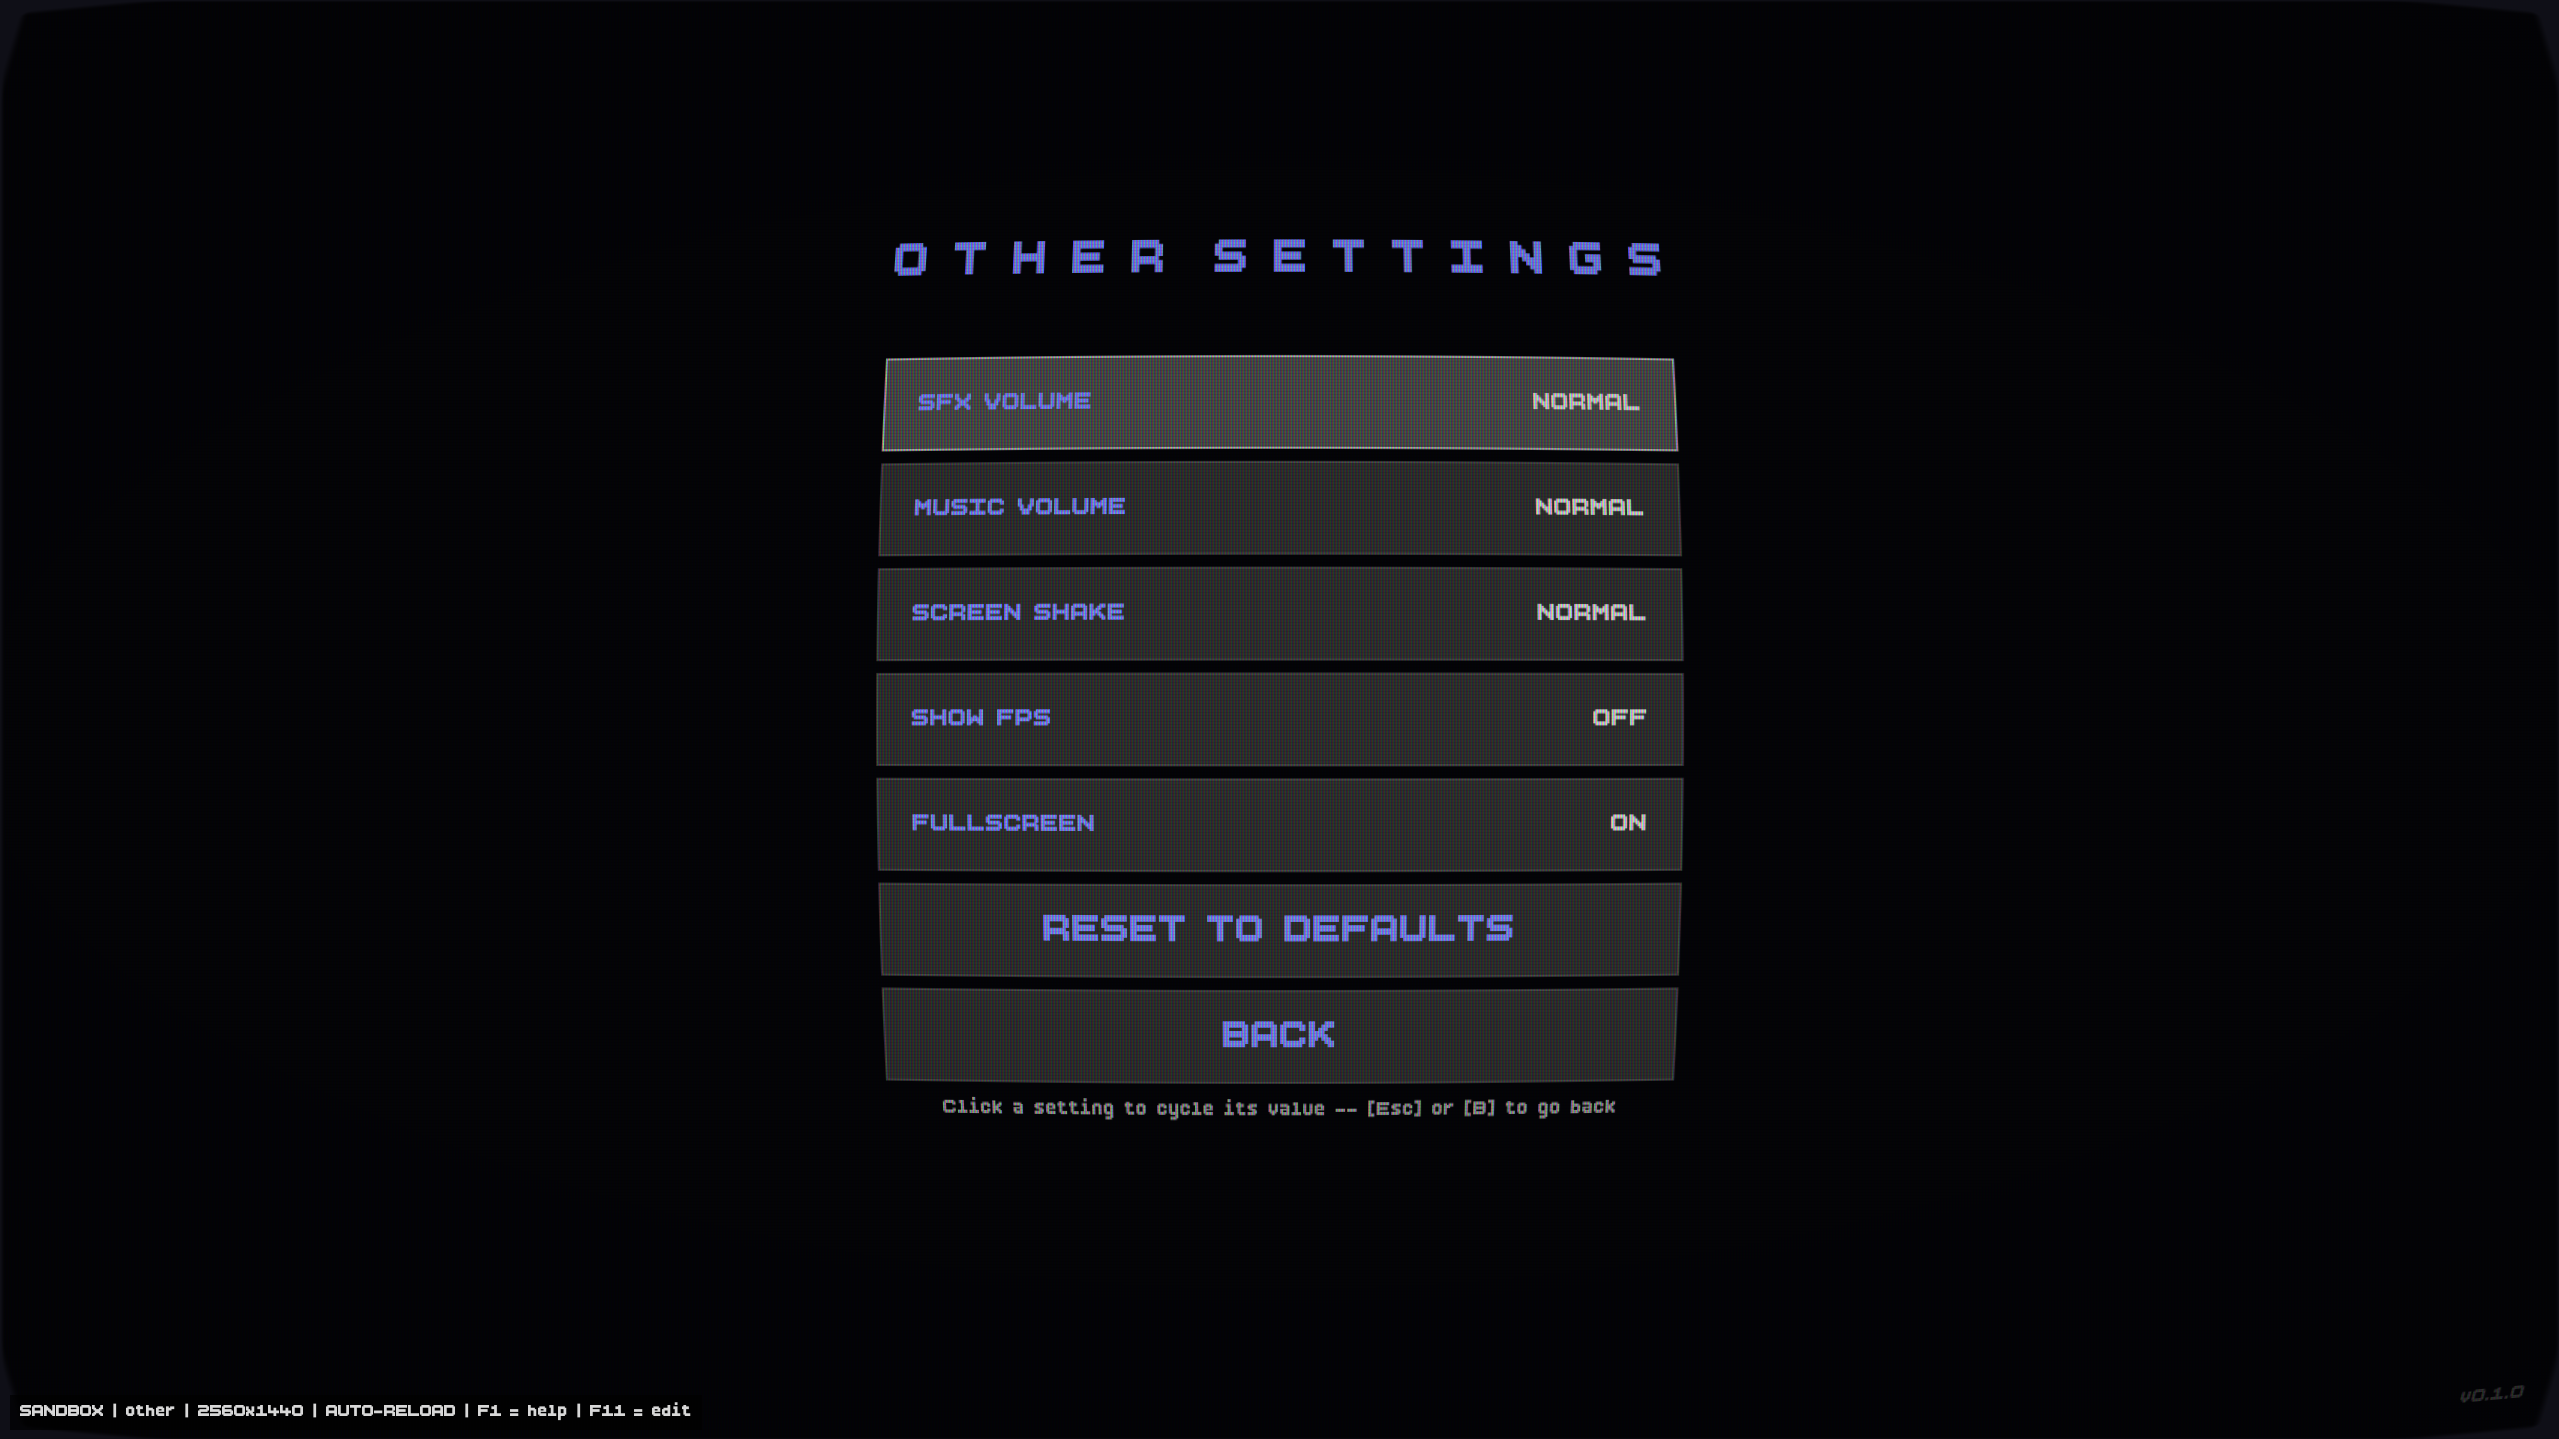 OTHER SETTINGS
SFX VOLUME NORMAL
MUSIC VOLUME NORMAL
SCREEN SHAKE NORMAL
SHOW FPS OFF
FULLSCREEN ON
RESET TO DEFAULTS
BACK
Click a setting to cycle its value -- [Esc] or [B] to go back
SANDBOX | other | 2560x1440 | AUTO-RELOAD | F1 = help | F11 = edit
v0.1.0